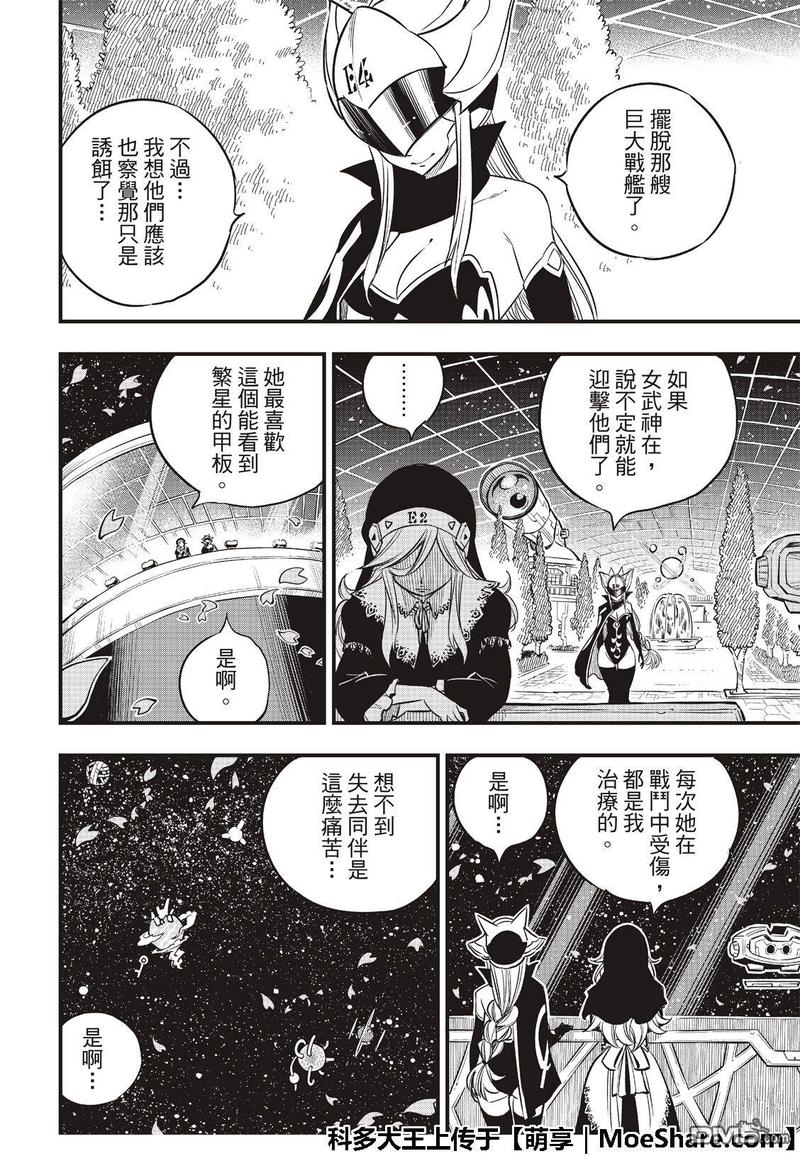 擺脫那艘
巨大戰艦了。
E4
不過…
我想他們應該
也察覺那只是
誘餌了…
如果
女武神在，
說不定就能
迎擊他們了。
……
E2
她最喜歡
這個能看到
繁星的甲板。
是啊。
每次她在
戰鬥中受傷，
都是我
治療的。
是啊…
想不到
失去同伴是
這麼痛苦…
是啊…
科多大王上传于【萌享｜MoeShare.com】